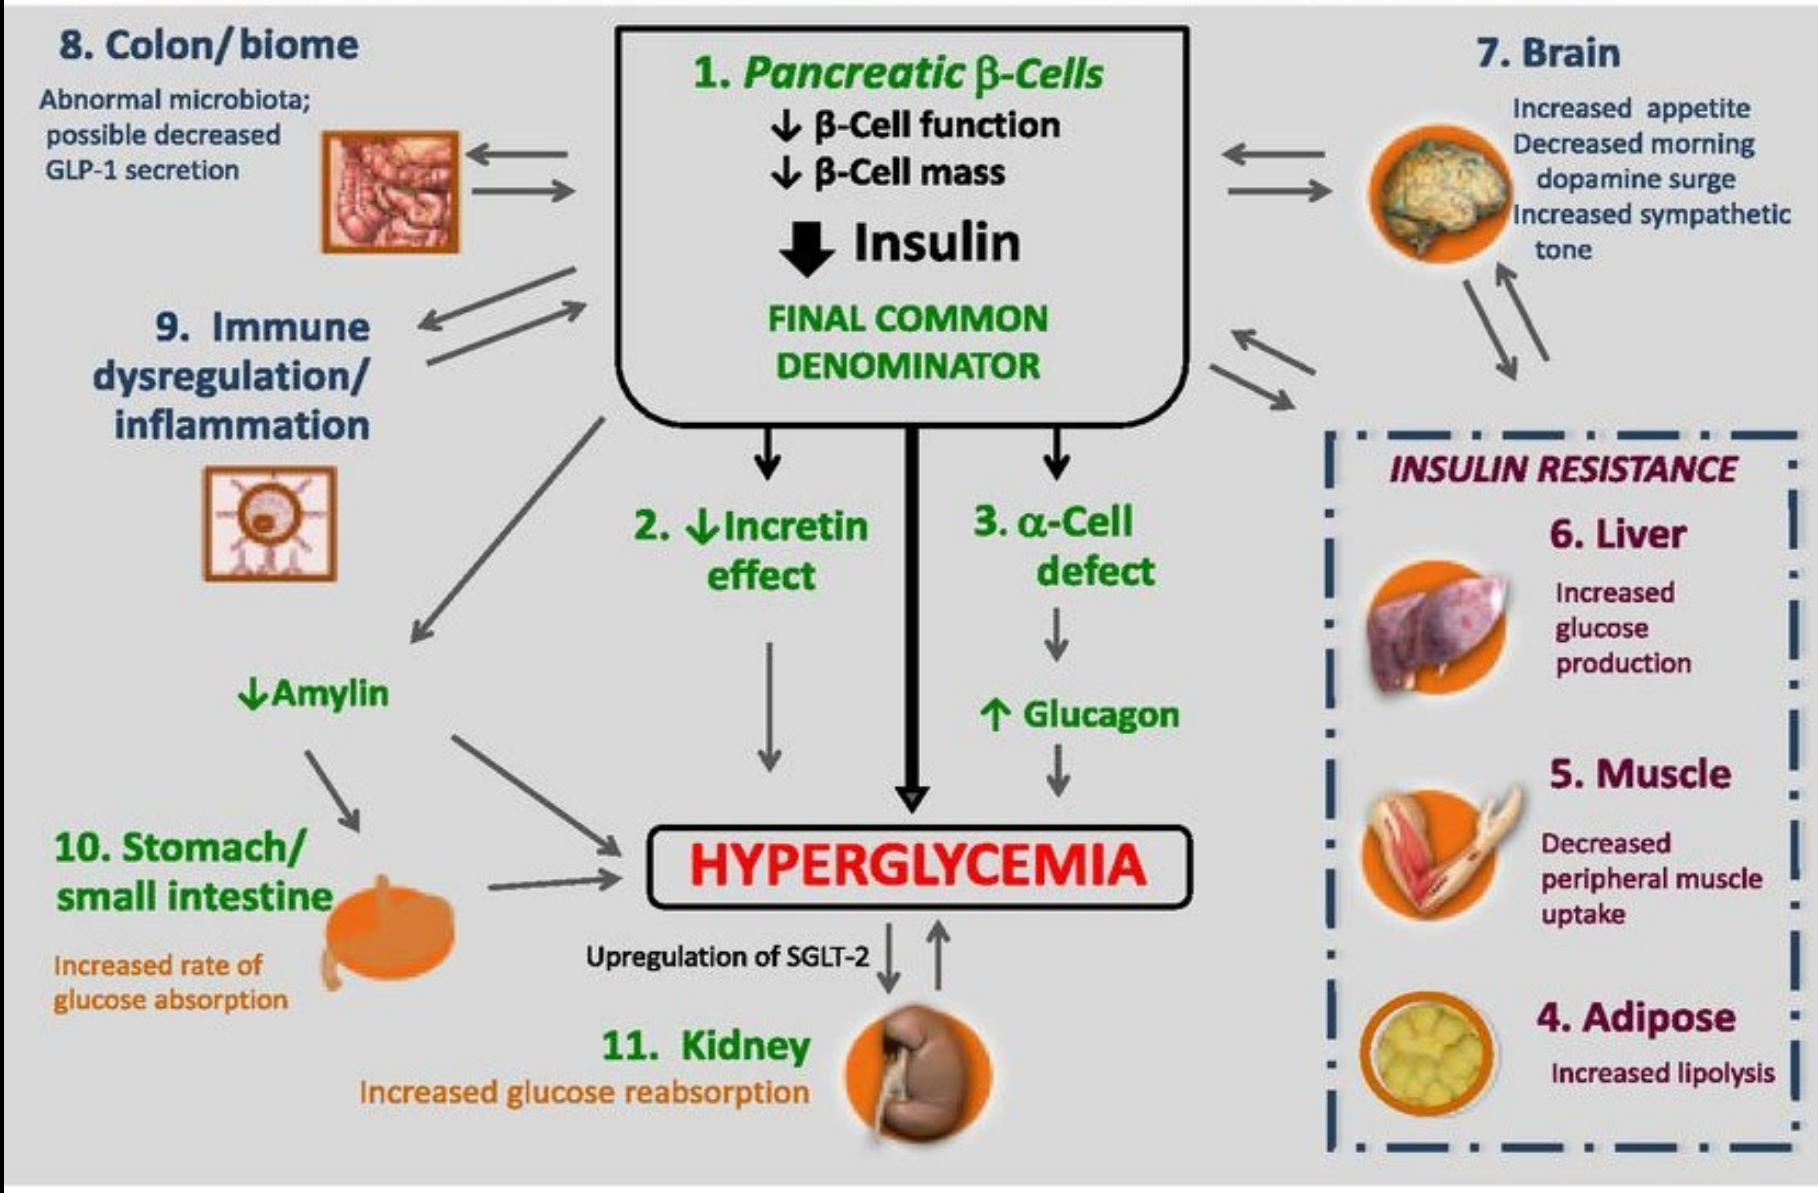 8. Colon/biome
Abnormal microbiota;
possible decreased
GLP-1 secretion
1. Pancreatic β-Cells
↓ β-Cell function
↓ β-Cell mass
Insulin
FINAL COMMON
DENOMINATOR
7. Brain
Increased appetite
Decreased morning
dopamine surge
Increased sympathetic
tone
9. Immune
dysregulation/
inflammation
2. ↓Incretin
effect
3. α-Cell
defect
↑ Glucagon
↓Amylin
INSULIN RESISTANCE
6. Liver
Increased
glucose
production
5. Muscle
Decreased
peripheral muscle
uptake
4. Adipose
Increased lipolysis
10. Stomach/
small intestine
Increased rate of
glucose absorption
HYPERGLYCEMIA
Upregulation of SGLT-2
11. Kidney
Increased glucose reabsorption